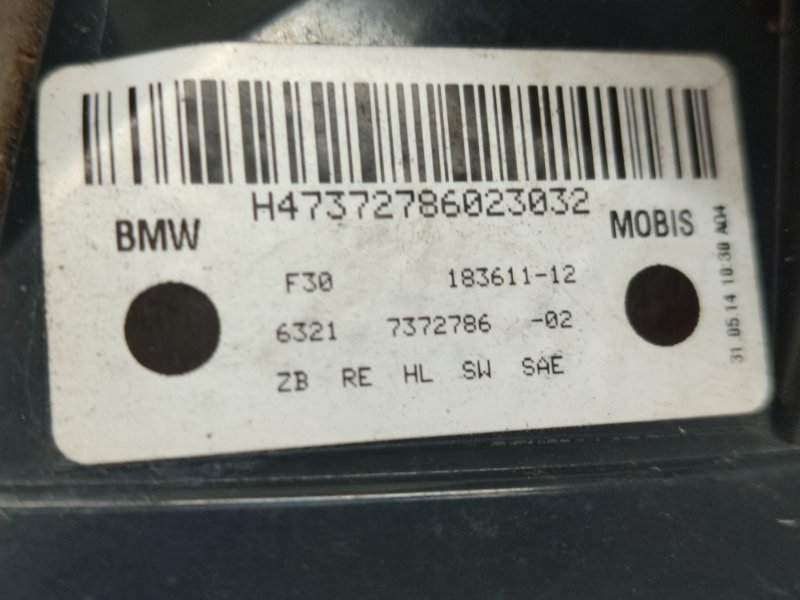 H47372786023032
BMW
MOBIS
F30 183611-12
6321 7372786 -02
ZB RE HL SW SAE
31.05.14 10:30 A04